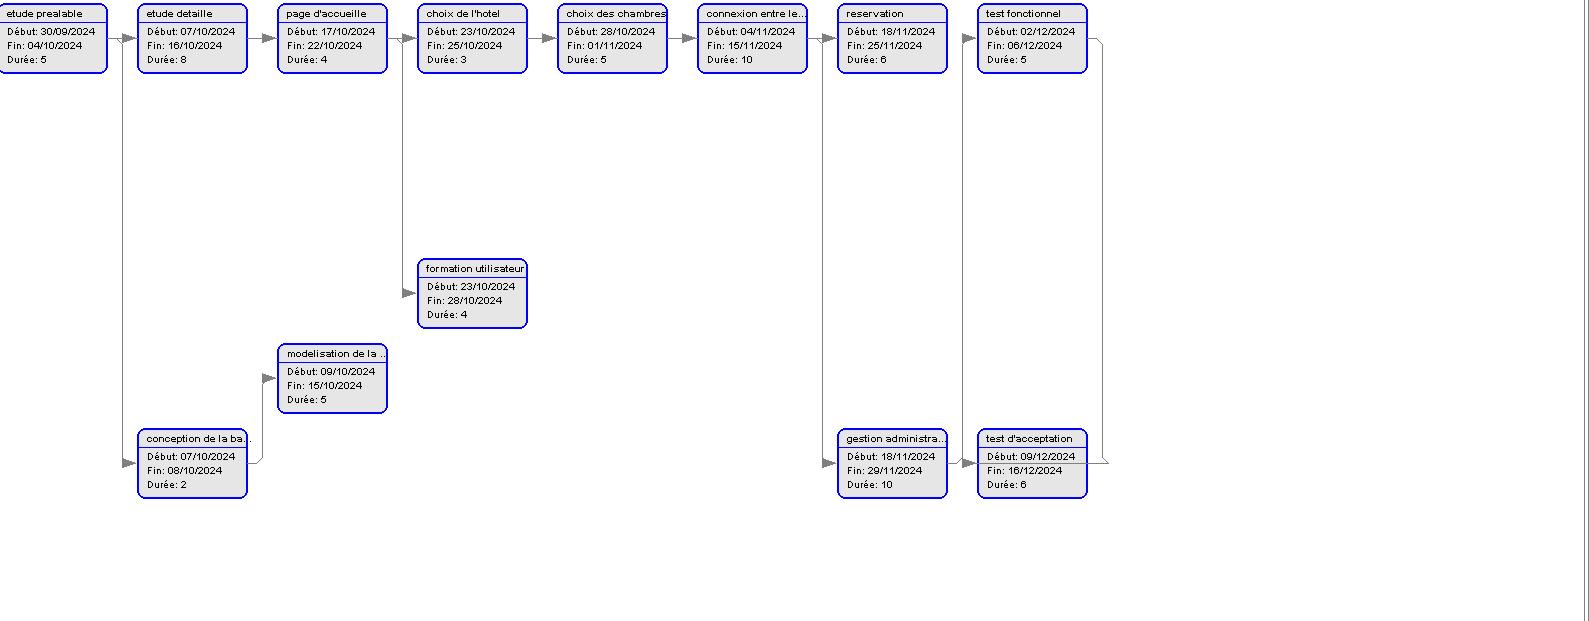 etude prealable
Début: 30/09/2024
Fin: 04/10/2024
Durée: 5
etude detaille
Début: 07/10/2024
Fin: 16/10/2024
Durée: 8
page d'accueille
Début: 17/10/2024
Fin: 22/10/2024
Durée: 4
choix de l'hotel
Début: 23/10/2024
Fin: 25/10/2024
Durée: 3
choix des chambres
Début: 28/10/2024
Fin: 01/11/2024
Durée: 5
connexion entre le...
Début: 04/11/2024
Fin: 15/11/2024
Durée: 10
reservation
Début: 18/11/2024
Fin: 25/11/2024
Durée: 6
test fonctionnel
Début: 02/12/2024
Fin: 06/12/2024
Durée: 5
formation utilisateur
Début: 23/10/2024
Fin: 28/10/2024
Durée: 4
modelisation de la ...
Début: 09/10/2024
Fin: 15/10/2024
Durée: 5
conception de la ba...
Début: 07/10/2024
Fin: 08/10/2024
Durée: 2
gestion administra...
Début: 18/11/2024
Fin: 29/11/2024
Durée: 10
test d'acceptation
Début: 09/12/2024
Fin: 16/12/2024
Durée: 6